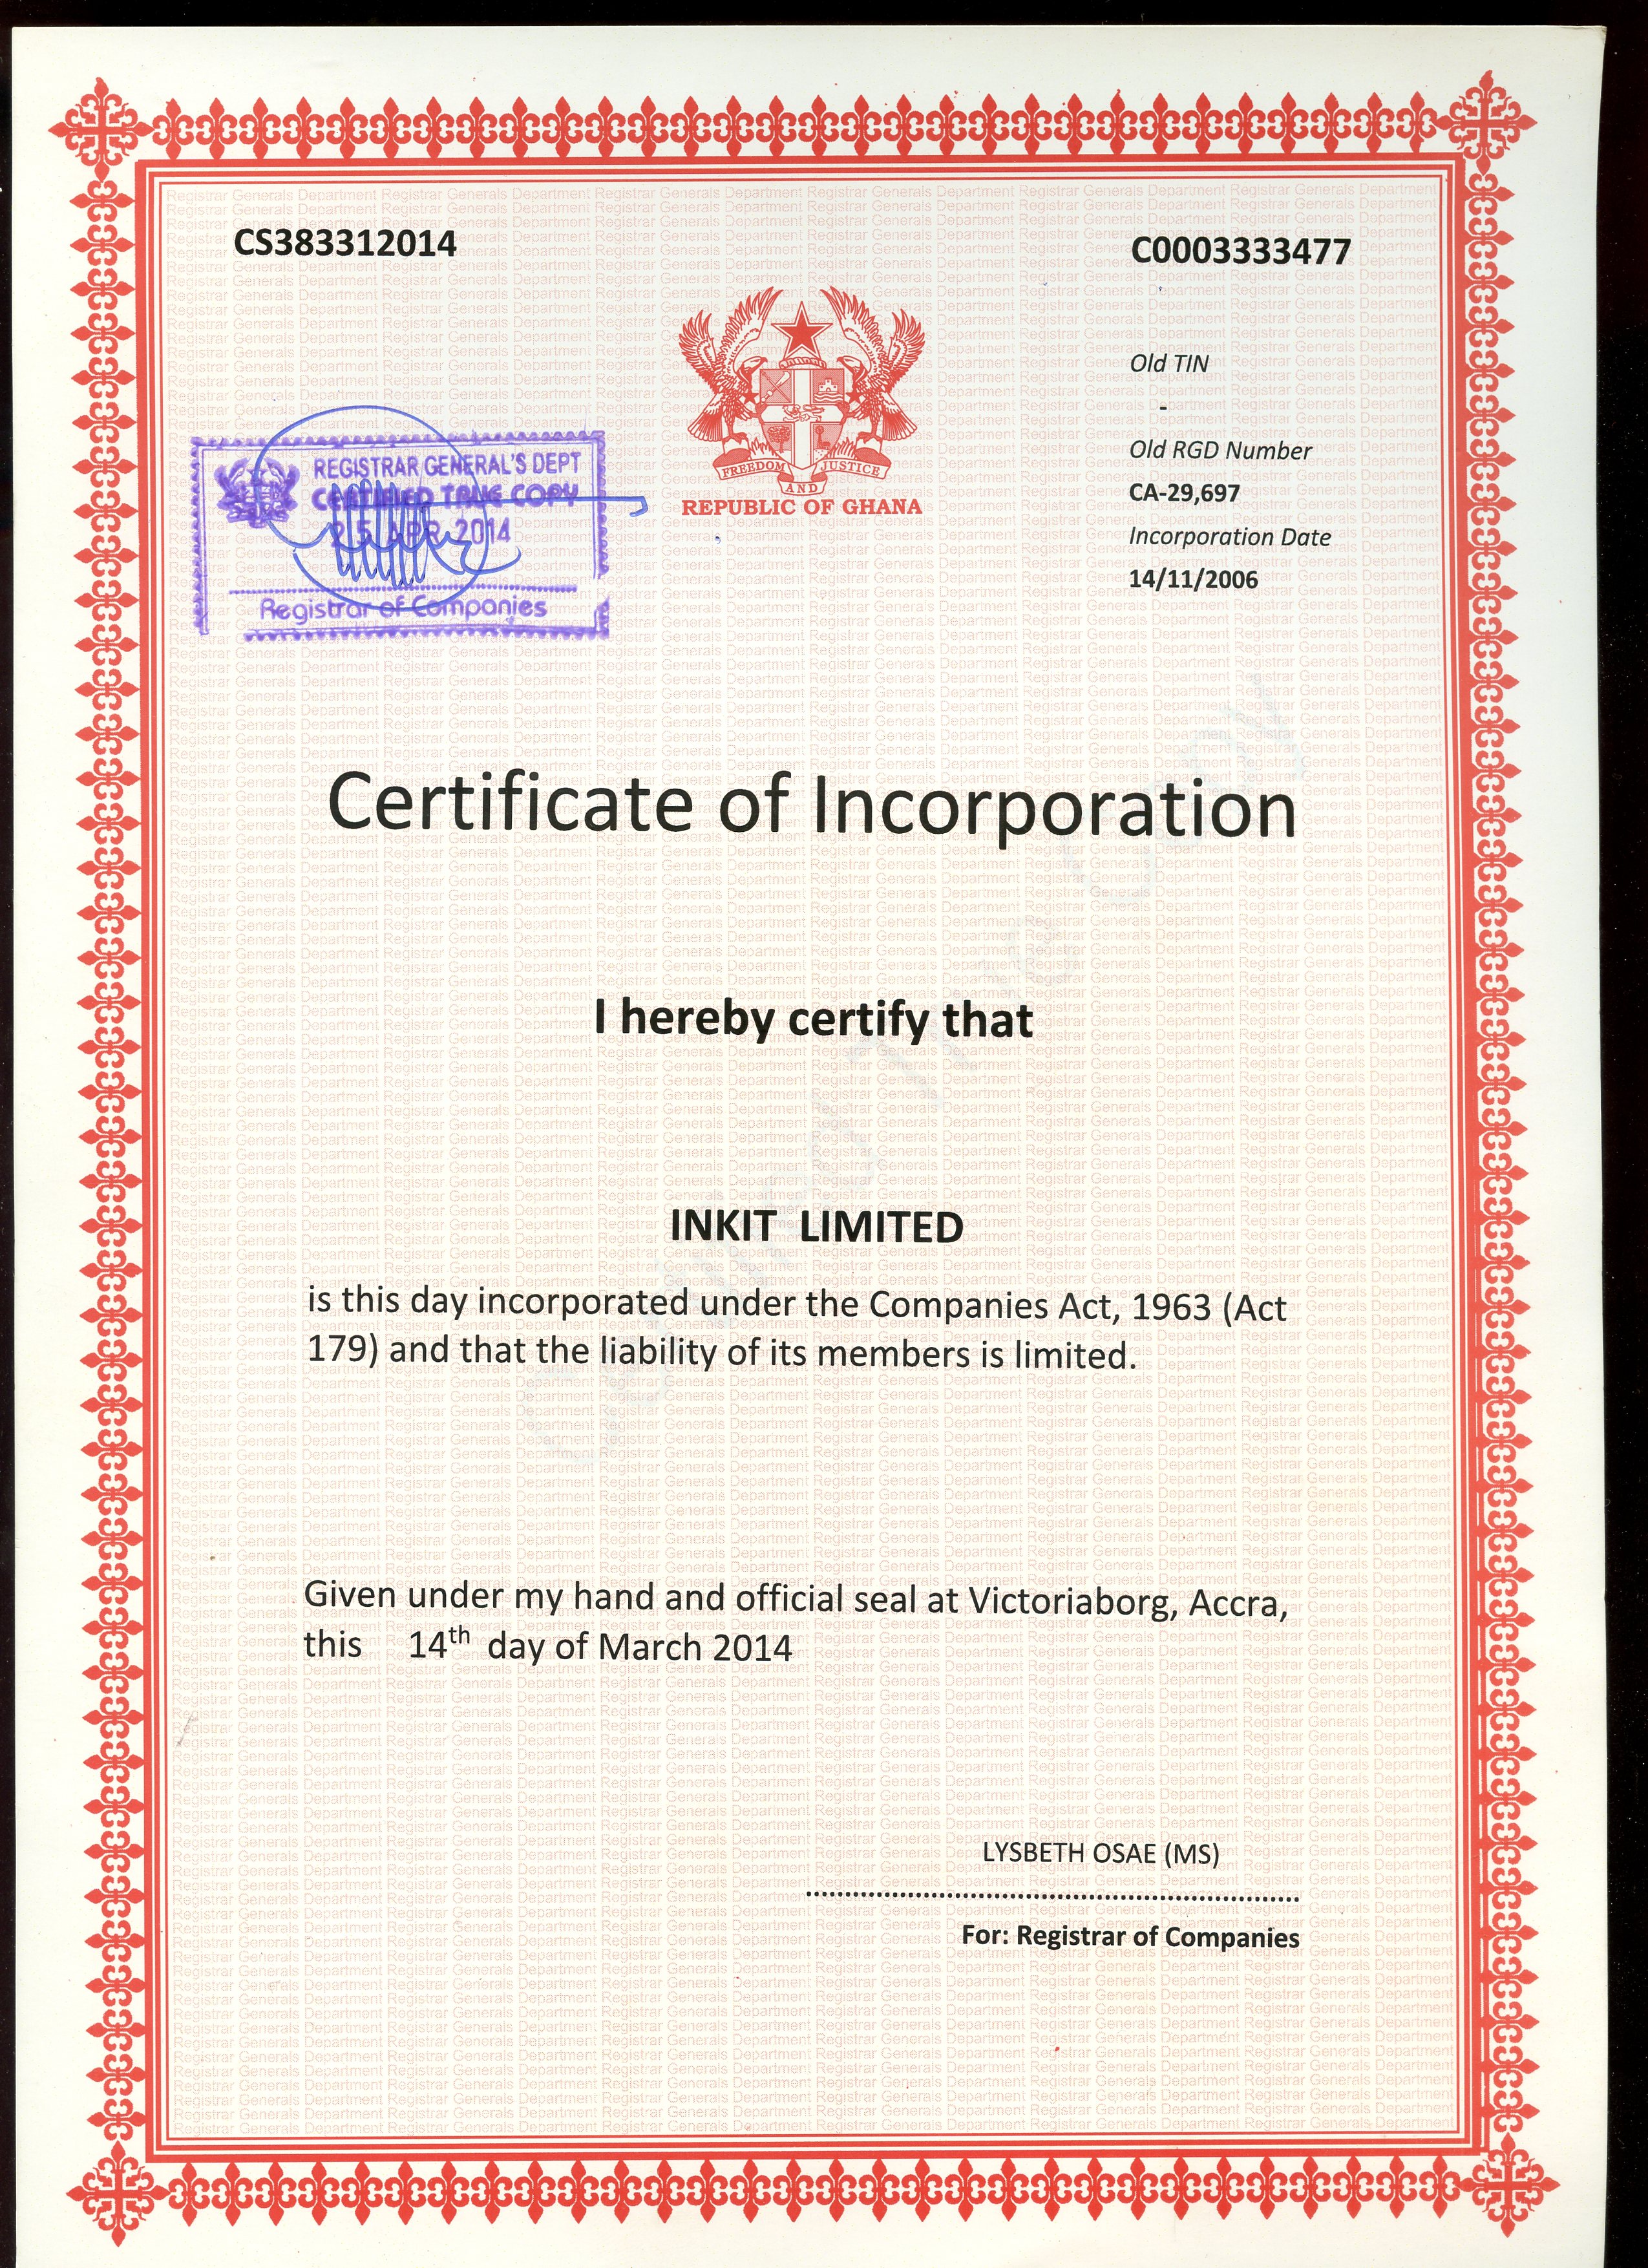 CS383312014
C0003333477
FREEDOM AND JUSTICE
REPUBLIC OF GHANA
Old TIN
-
Old RGD Number
CA-29,697
Incorporation Date
14/11/2006
REGISTRAR GENERAL'S DEPT
CERTIFIED TRUE COPY
APR 2014
Registrar of Companies
Certificate of Incorporation
I hereby certify that
INKIT LIMITED
is this day incorporated under the Companies Act, 1963 (Act
179) and that the liability of its members is limited.
Given under my hand and official seal at Victoriaborg, Accra,
this 14th day of March 2014
LYSBETH OSAE (MS)
For: Registrar of Companies